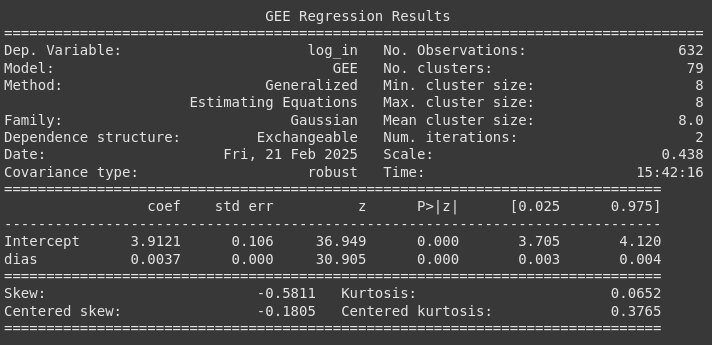 GEE Regression Results
===================================================================================
Dep. Variable:                      log_in   No. Observations:                  632
Model:                                 GEE   No. clusters:                       79
Method:                        Generalized   Min. cluster size:                   8
                      Estimating Equations   Max. cluster size:                   8
Family:                           Gaussian   Mean cluster size:                 8.0
Dependence structure:         Exchangeable   Num. iterations:                     2
Date:                     Fri, 21 Feb 2025   Scale:                           0.438
Covariance type:                    robust   Time:                         15:42:16
==============================================================================
                 coef    std err          z      P>|z|      [0.025      0.975]
------------------------------------------------------------------------------
Intercept      3.9121      0.106     36.949      0.000       3.705       4.120
dias           0.0037      0.000     30.905      0.000       0.003       0.004
==============================================================================
Skew:                         -0.5811   Kurtosis:                       0.0652
Centered skew:                -0.1805   Centered kurtosis:              0.3765
==============================================================================